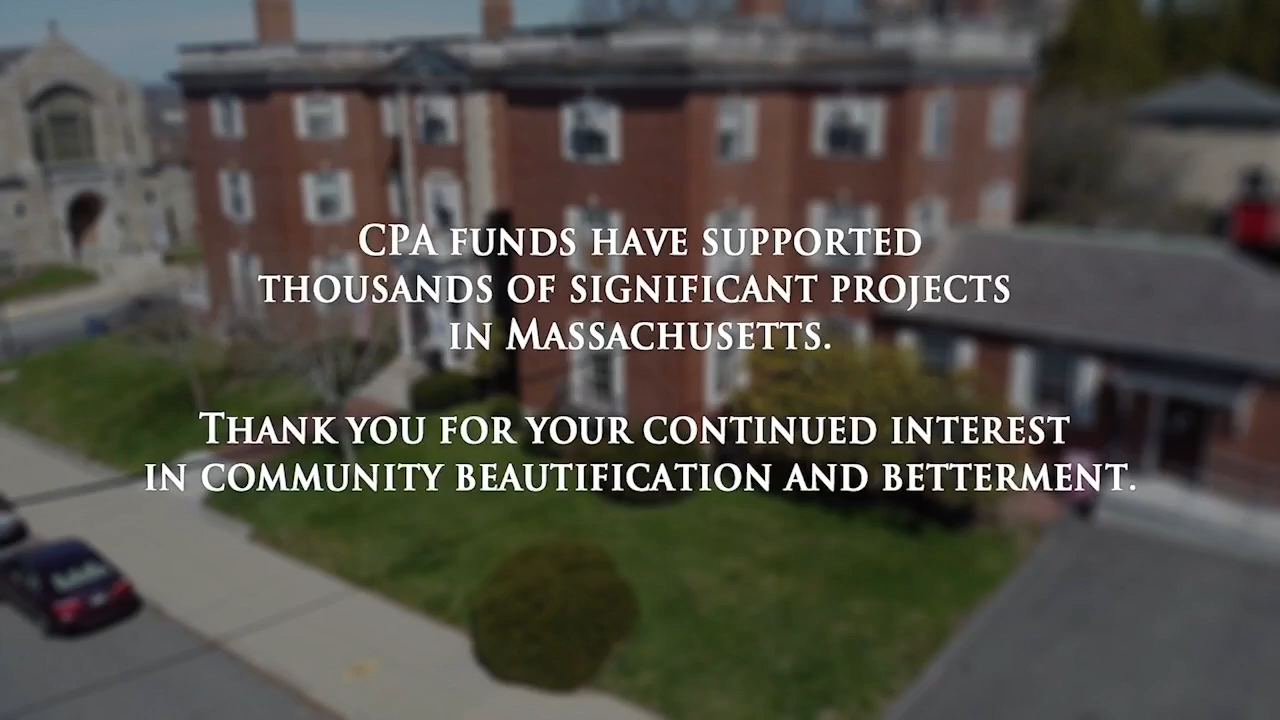 CPA FUNDS HAVE SUPPORTED
THOUSANDS OF SIGNIFICANT PROJECTS
IN MASSACHUSETTS.
THANK YOU FOR YOUR CONTINUED INTEREST
IN COMMUNITY BEAUTIFICATION AND BETTERMENT.